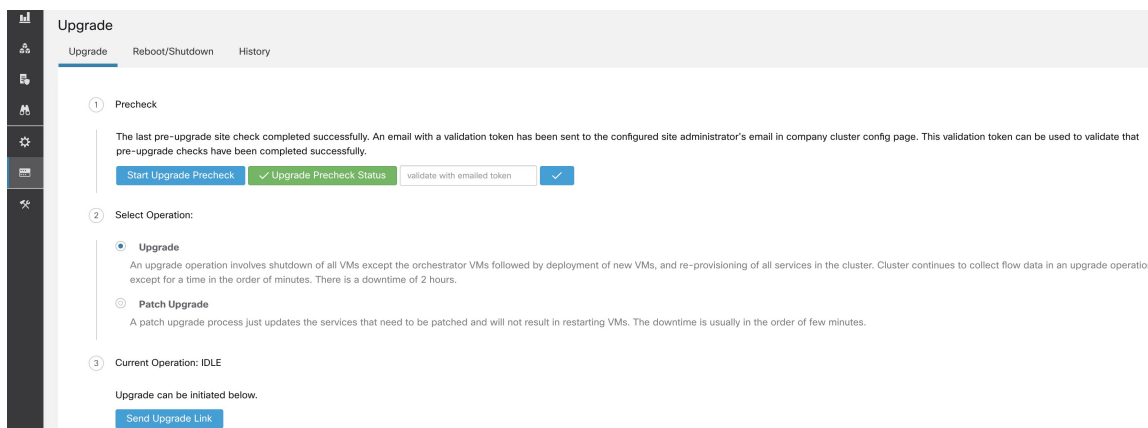 Upgrade
Upgrade Reboot/Shutdown History
1 Precheck
The last pre-upgrade site check completed successfully. An email with a validation token has been sent to the configured site administrator's email in company cluster config page. This validation token can be used to validate that
pre-upgrade checks have been completed successfully.
Start Upgrade Precheck Upgrade Precheck Status validate with emailed token
2 Select Operation:
Upgrade
An upgrade operation involves shutdown of all VMs except the orchestrator VMs followed by deployment of new VMs, and re-provisioning of all services in the cluster. Cluster continues to collect flow data in an upgrade operatio
except for a time in the order of minutes. There is a downtime of 2 hours.
Patch Upgrade
A patch upgrade process just updates the services that need to be patched and will not result in restarting VMs. The downtime is usually in the order of few minutes.
3 Current Operation: IDLE
Upgrade can be initiated below.
Send Upgrade Link